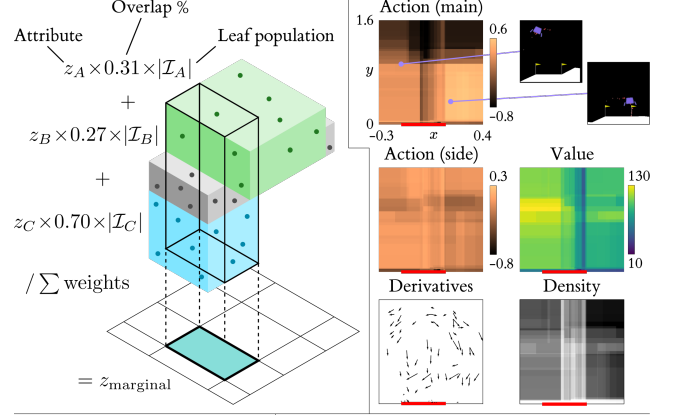 Overlap %
Attribute
Leaf population
z_A × 0.31 × |ℐ_A|
+
z_B × 0.27 × |ℐ_B|
+
z_C × 0.70 × |ℐ_C|
/ ∑ weights
= z_marginal
Action (main)
1.6
y
0
−0.3
x
0.4
0.6
−0.8
Action (side)
0.3
−0.8
Value
130
10
Derivatives
Density